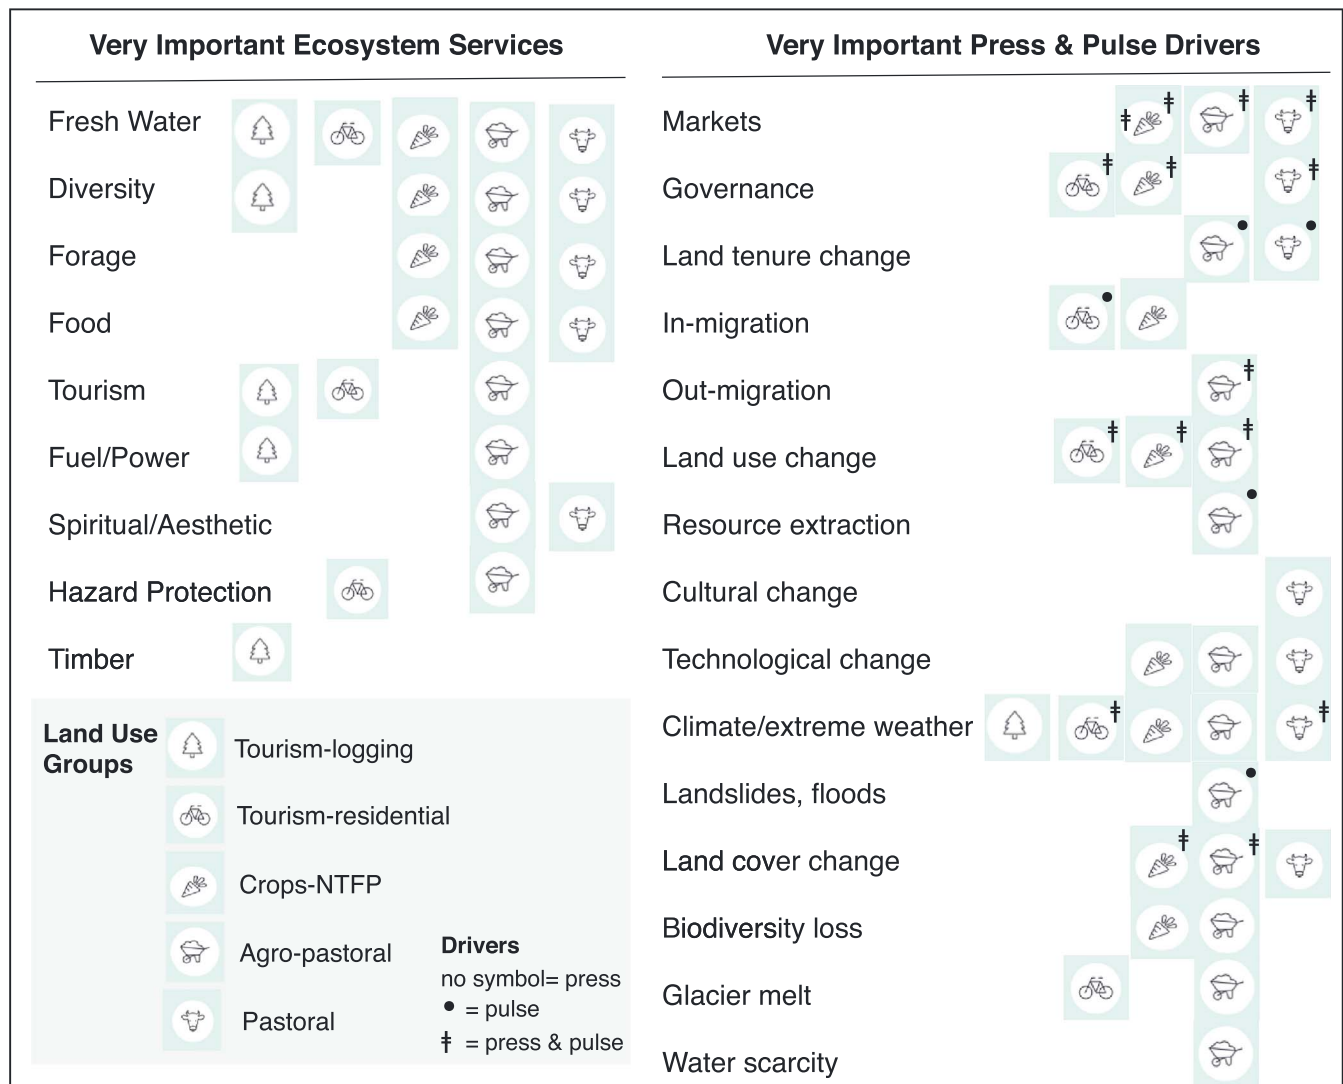 Very Important Ecosystem Services
Fresh Water
Diversity
Forage
Food
Tourism
Fuel/Power
Spiritual/Aesthetic
Hazard Protection
Timber
Land Use
Groups
Tourism-logging
Tourism-residential
Crops-NTFP
Agro-pastoral
Pastoral
Drivers
no symbol= press
● = pulse
ǂ = press & pulse
Very Important Press & Pulse Drivers
Markets ǂ ǂ ǂ ǂ
Governance ǂ ǂ ǂ
Land tenure change ● ●
In-migration ●
Out-migration ǂ
Land use change ǂ ǂ ǂ
Resource extraction ●
Cultural change
Technological change
Climate/extreme weather ǂ ǂ
Landslides, floods ●
Land cover change ǂ ǂ
Biodiversity loss
Glacier melt
Water scarcity